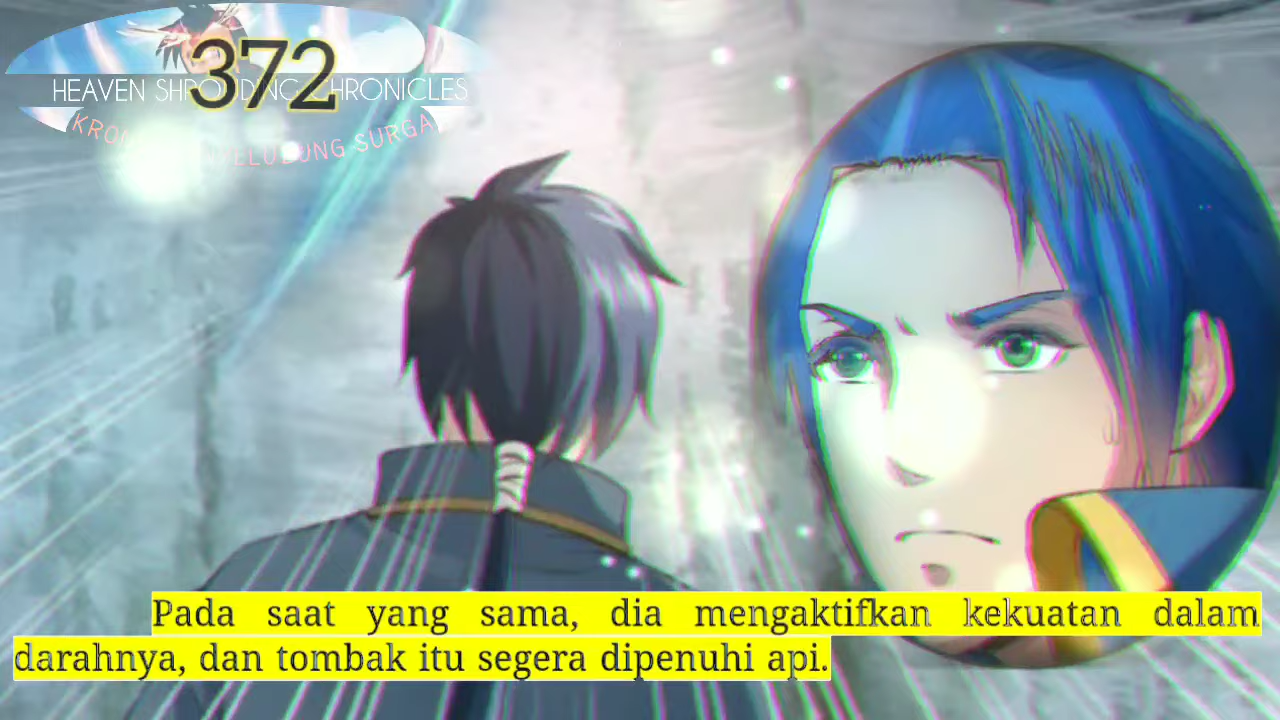 372
HEAVEN SHROUDING CHRONICLES
SURGA
Pada saat yang sama, dia mengaktifkan kekuatan dalam
darahnya, dan tombak itu segera dipenuhi api.